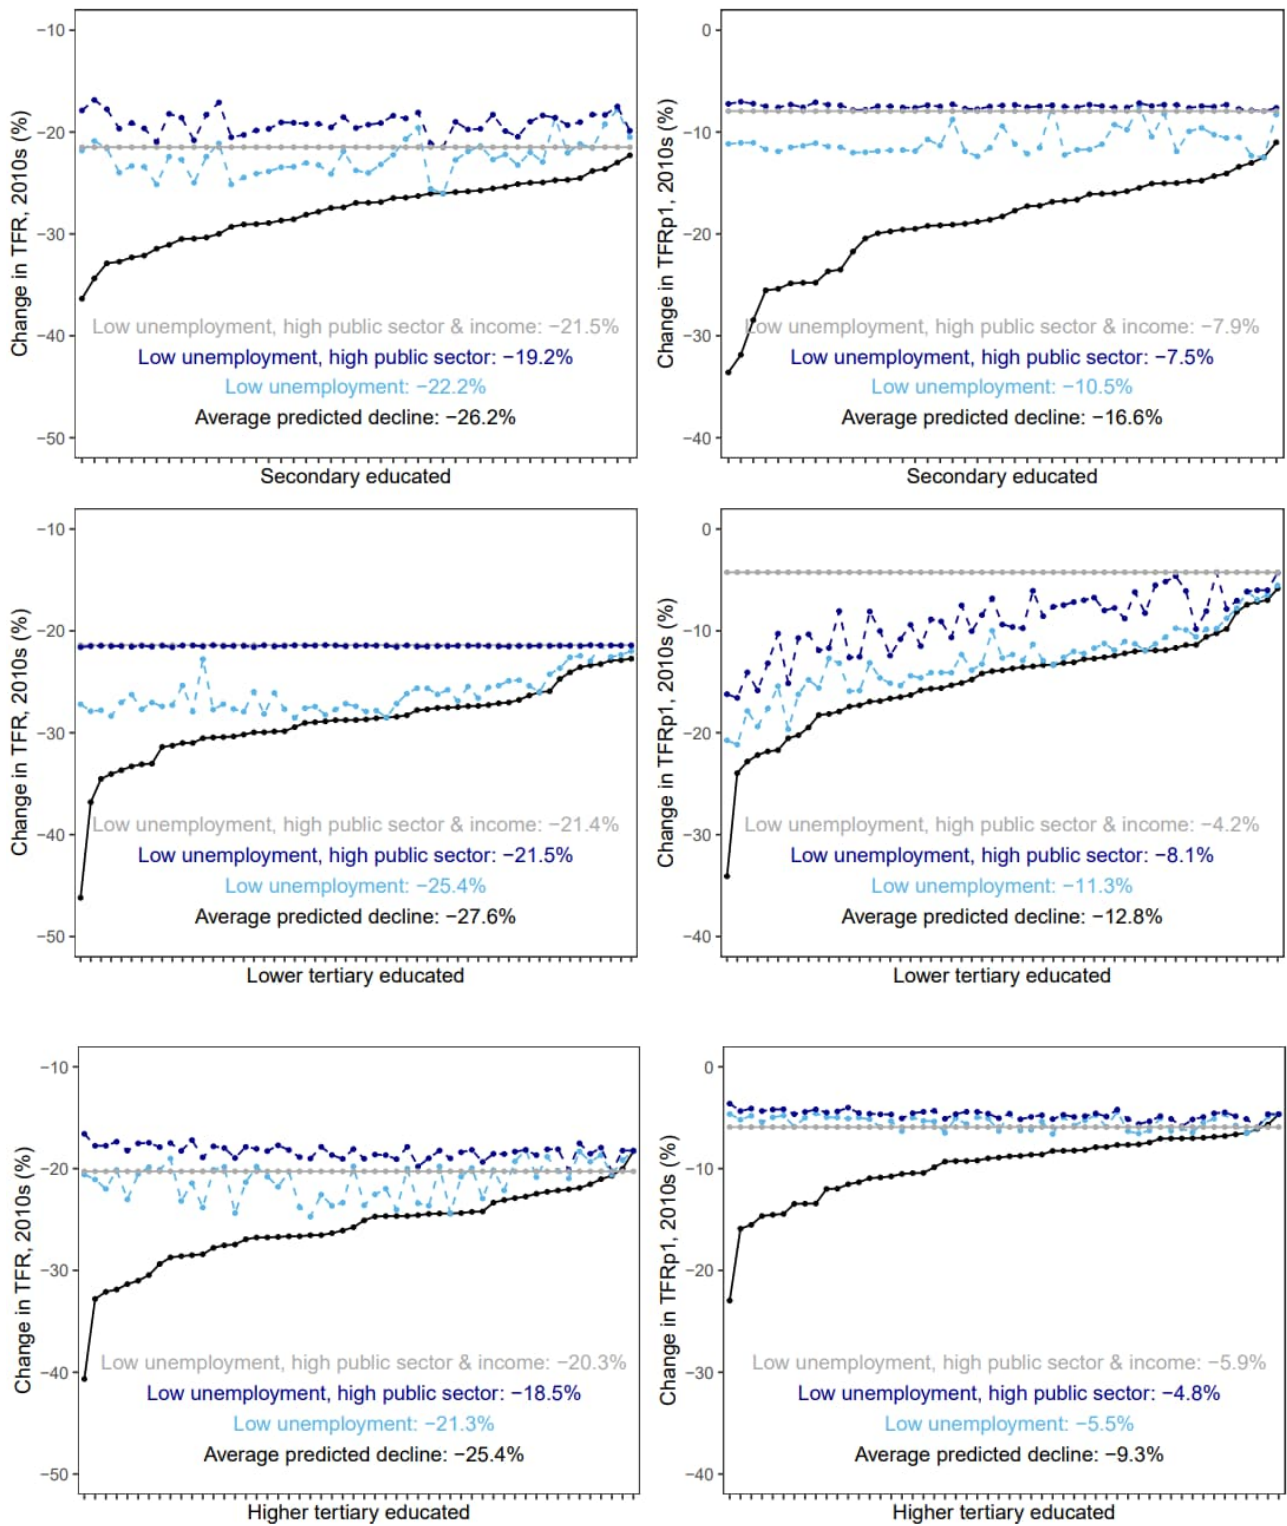 Change in TFR, 2010s (%)
−10
−20
−30
−40
−50
Low unemployment, high public sector & income: −21.5%
Low unemployment, high public sector: −19.2%
Low unemployment: −22.2%
Average predicted decline: −26.2%
Secondary educated
Change in TFRp1, 2010s (%)
0
−10
−20
−30
−40
Low unemployment, high public sector & income: −7.9%
Low unemployment, high public sector: −7.5%
Low unemployment: −10.5%
Average predicted decline: −16.6%
Secondary educated
Change in TFR, 2010s (%)
−10
−20
−30
−40
−50
Low unemployment, high public sector & income: −21.4%
Low unemployment, high public sector: −21.5%
Low unemployment: −25.4%
Average predicted decline: −27.6%
Lower tertiary educated
Change in TFRp1, 2010s (%)
0
−10
−20
−30
−40
Low unemployment, high public sector & income: −4.2%
Low unemployment, high public sector: −8.1%
Low unemployment: −11.3%
Average predicted decline: −12.8%
Lower tertiary educated
Change in TFR, 2010s (%)
−10
−20
−30
−40
−50
Low unemployment, high public sector & income: −20.3%
Low unemployment, high public sector: −18.5%
Low unemployment: −21.3%
Average predicted decline: −25.4%
Higher tertiary educated
Change in TFRp1, 2010s (%)
0
−10
−20
−30
−40
Low unemployment, high public sector & income: −5.9%
Low unemployment, high public sector: −4.8%
Low unemployment: −5.5%
Average predicted decline: −9.3%
Higher tertiary educated